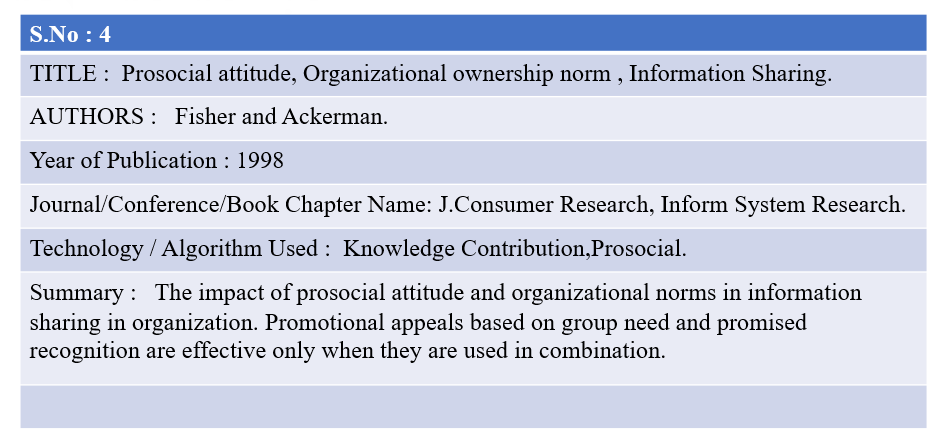 S.No : 4
TITLE :  Prosocial attitude, Organizational ownership norm , Information Sharing.
AUTHORS :   Fisher and Ackerman.
Year of Publication : 1998
Journal/Conference/Book Chapter Name: J.Consumer Research, Inform System Research.
Technology / Algorithm Used :  Knowledge Contribution,Prosocial.
Summary :   The impact of prosocial attitude and organizational norms in information
sharing in organization. Promotional appeals based on group need and promised
recognition are effective only when they are used in combination.